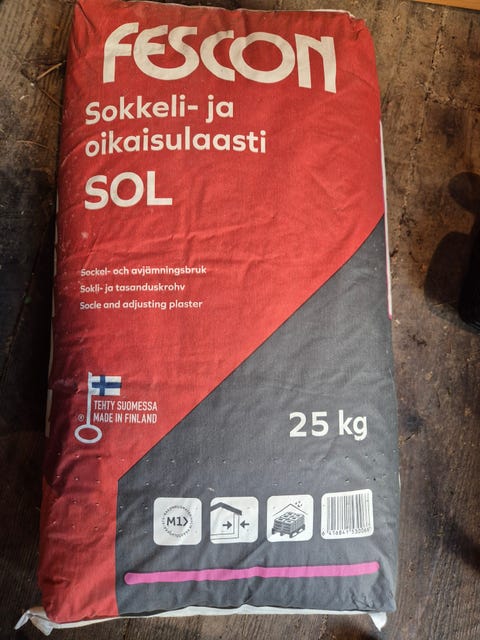 FESCON
Sokkeli- ja
oikaisulaasti
SOL
Sockel- och avjämningsbruk
Sokli- ja tasanduskrohv
Socle and adjusting plaster
® TEHTY SUOMESSA
MADE IN FINLAND
25 kg
M1